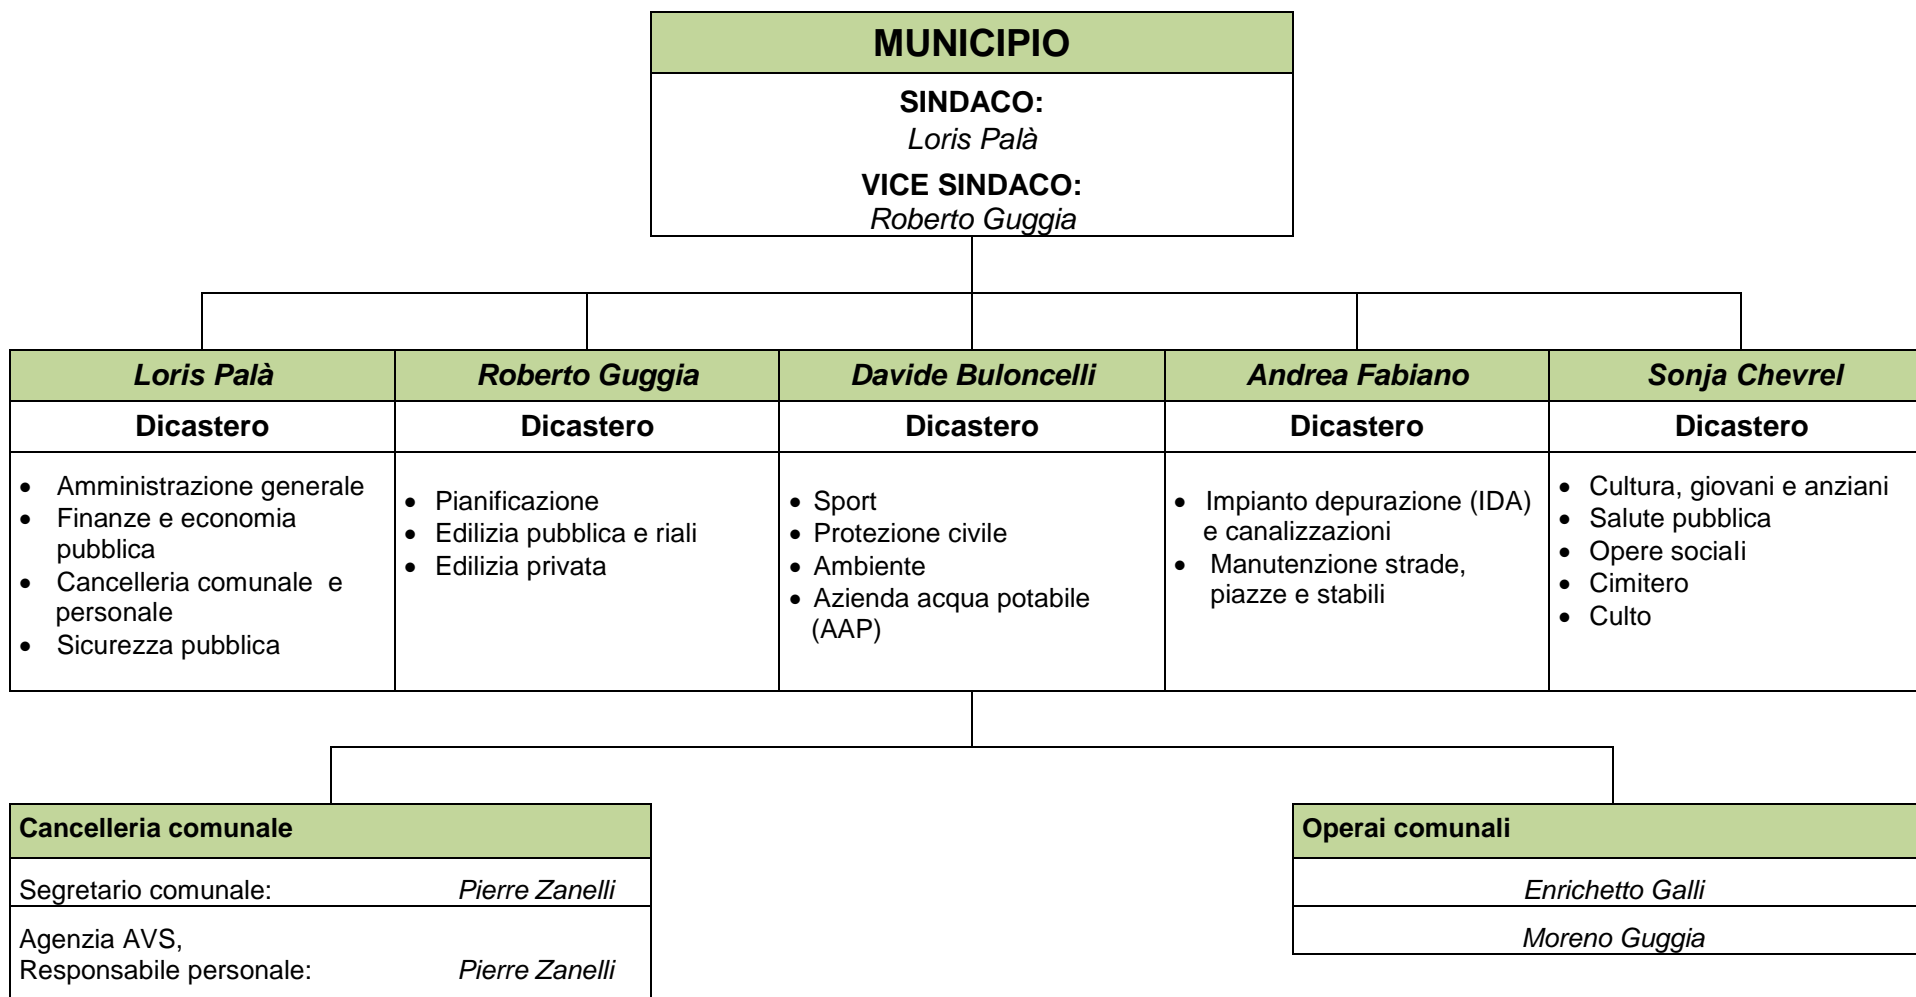 MUNICIPIO
SINDACO:
Loris Palà
VICE SINDACO:
Roberto Guggia
Loris Palà
Dicastero
• Amministrazione generale
• Finanze e economia
pubblica
• Cancelleria comunale e
personale
• Sicurezza pubblica
Roberto Guggia
Dicastero
• Pianificazione
• Edilizia pubblica e riali
• Edilizia privata
Davide Buloncelli
Dicastero
• Sport
• Protezione civile
• Ambiente
• Azienda acqua potabile
(AAP)
Andrea Fabiano
Dicastero
• Impianto depurazione (IDA)
e canalizzazioni
• Manutenzione strade,
piazze e stabili
Sonja Chevrel
Dicastero
• Cultura, giovani e anziani
• Salute pubblica
• Opere sociali
• Cimitero
• Culto
Cancelleria comunale
Segretario comunale: Pierre Zanelli
Agenzia AVS,
Responsabile personale: Pierre Zanelli
Operai comunali
Enrichetto Galli
Moreno Guggia